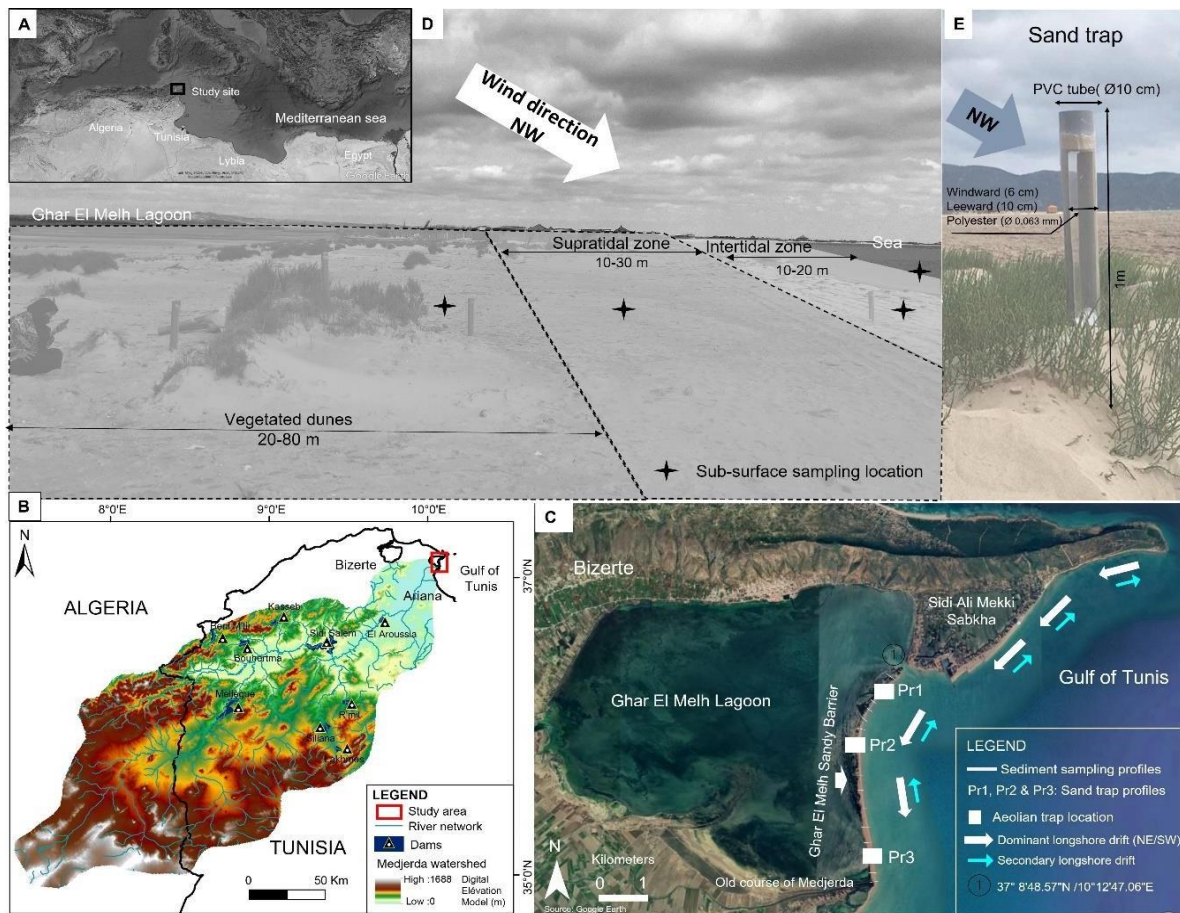 A
Study site
Mediterranean sea
Algeria
Tunisia
Lybia
Egypt
Google Earth
D
Wind direction
NW
Ghar El Melh Lagoon
Supratidal zone
10-30 m
Intertidal zone
10-20 m
Sea
Vegetated dunes
20-80 m
Sub-surface sampling location
E
Sand trap
PVC tube( Ø10 cm)
NW
Windward (6 cm)
Leeward (10 cm)
Polyester (Ø 0,063 mm)
1m
B
8°0'E
9°0'E
10°0'E
N
Bizerte
Gulf of
Tunis
37°0'N
ALGERIA
Ariana
Kasseb
Beni M'tir
Sidi Salem
El Aroussia
Bouhertma
Mellegue
R'mil
Siliana
Lakhmes
TUNISIA
35°0'N
0
50 Km
LEGEND
Study area
River network
Dams
Medjerda watershed
High :1688
Low :0
Digital
Elévation
Model (m)
C
Bizerte
Sidi Ali Mekki
Sabkha
Gulf of Tunis
1
Pr1
Ghar El Melh Lagoon
Pr2
Ghar El Melh Sandy Barrier
Pr3
Old course of Medjerda
N
Kilometers
0 1
Source: Google Earth
LEGEND
Sediment sampling profiles
Pr1, Pr2 & Pr3: Sand trap profiles
Aeolian trap location
Dominant longshore drift (NE/SW)
Secondary longshore drift
1 37° 8'48.57"N /10°12'47.06"E